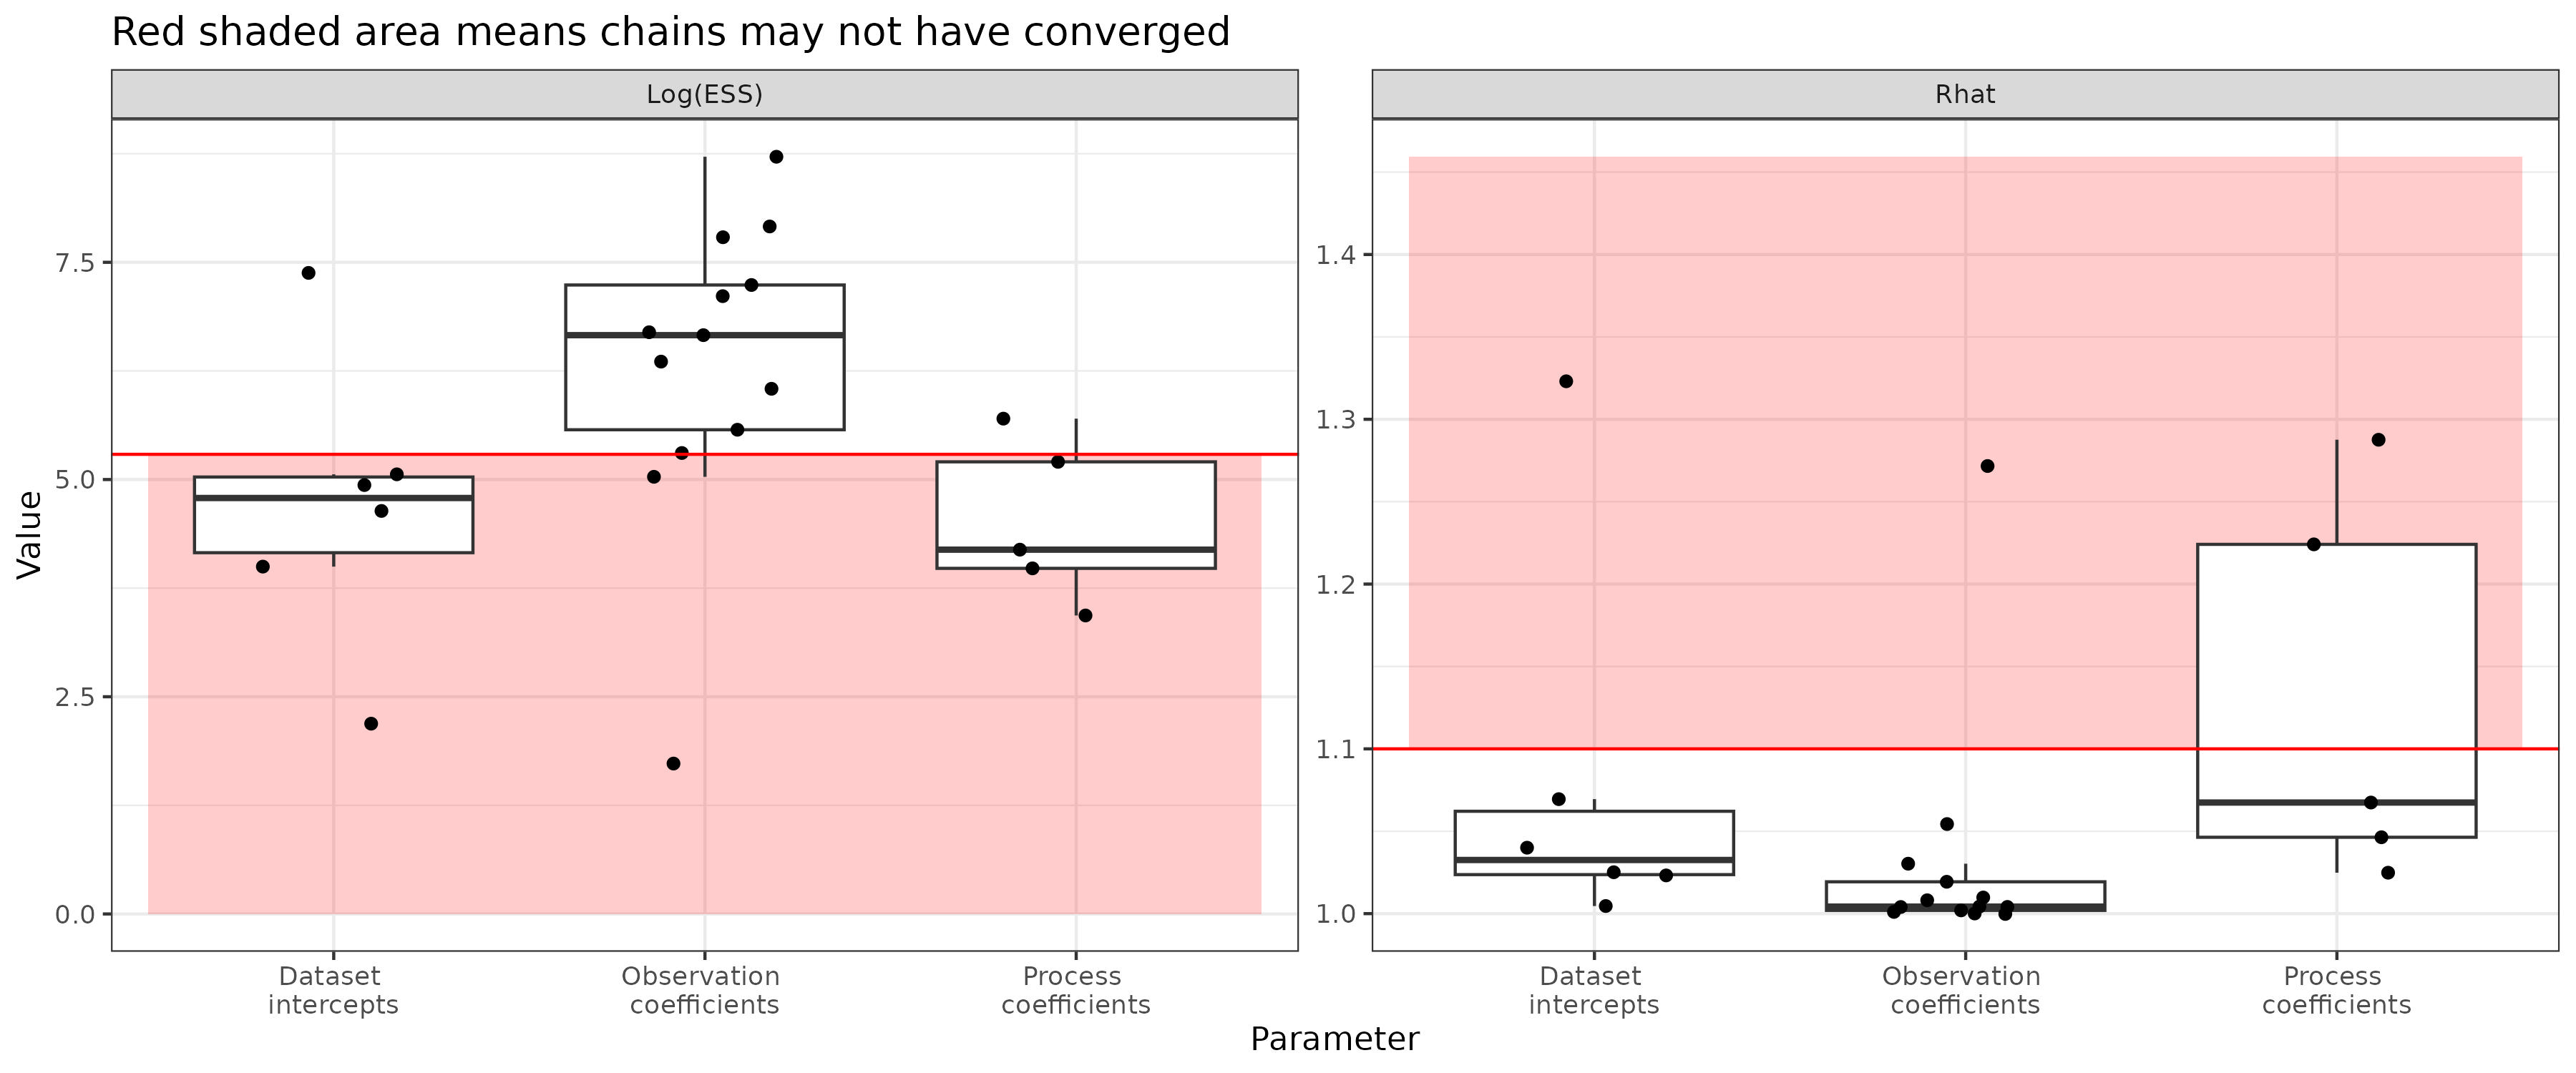 Red shaded area means chains may not have converged
Log(ESS)
Rhat
Value
7.5
5.0
2.5
0.0
1.4
1.3
1.2
1.1
1.0
Dataset
intercepts
Observation
coefficients
Process
coefficients
Dataset
intercepts
Observation
coefficients
Process
coefficients
Parameter